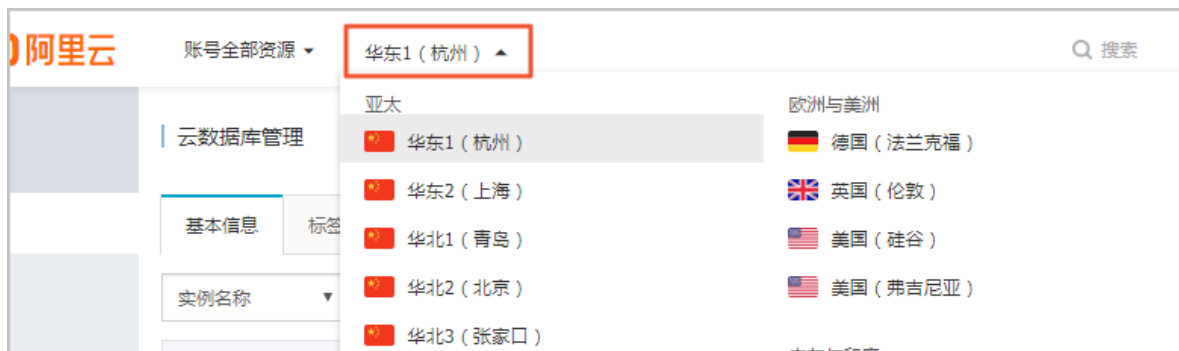 阿里云
账号全部资源
华东1（杭州）
搜索
亚太
欧洲与美洲
云数据库管理
华东1（杭州）
德国（法兰克福）
华东2（上海）
英国（伦敦）
基本信息
标签
华北1（青岛）
美国（硅谷）
实例名称
华北2（北京）
美国（弗吉尼亚）
华北3（张家口）